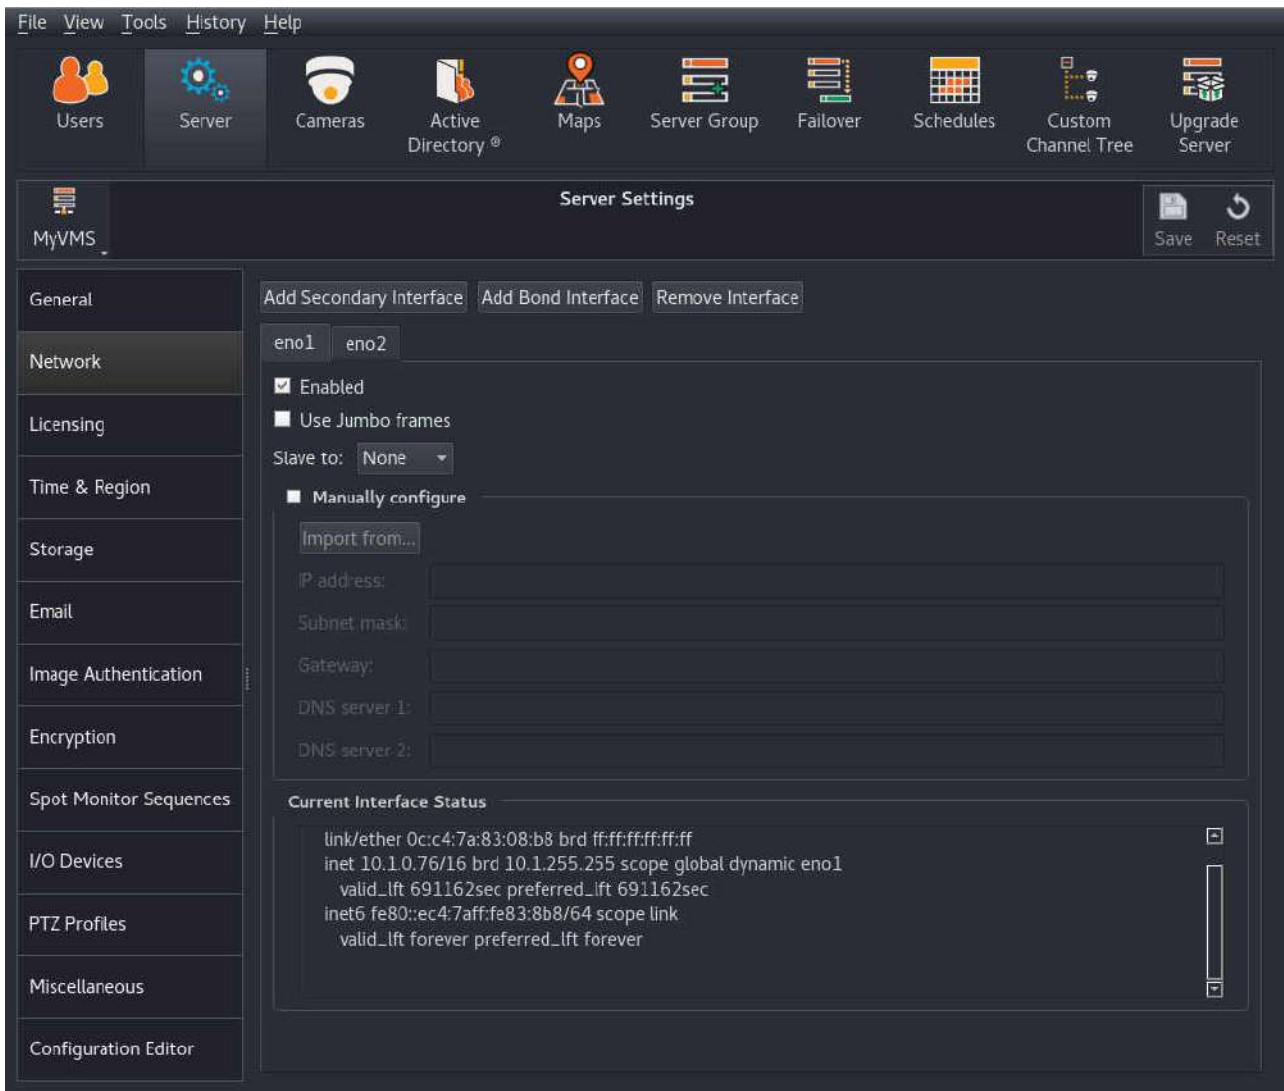 File View Tools History Help
Users
Server
Cameras
Active
Directory ®
Maps
Server Group
Failover
Schedules
Custom
Channel Tree
Upgrade
Server
MyVMS
Server Settings
Save
Reset
General
Network
Licensing
Time & Region
Storage
Email
Image Authentication
Encryption
Spot Monitor Sequences
I/O Devices
PTZ Profiles
Miscellaneous
Configuration Editor
Add Secondary Interface Add Bond Interface Remove Interface
eno1 eno2
Enabled
Use Jumbo frames
Slave to: None
Manually configure
Import from...
IP address:
Subnet mask:
Gateway:
DNS server 1:
DNS server 2:
Current Interface Status
link/ether 0c:c4:7a:83:08:b8 brd ff:ff:ff:ff:ff:ff
inet 10.1.0.76/16 brd 10.1.255.255 scope global dynamic eno1
valid_lft 691162sec preferred_lft 691162sec
inet6 fe80::ec4:7aff:fe83:8b8/64 scope link
valid_lft forever preferred_lft forever